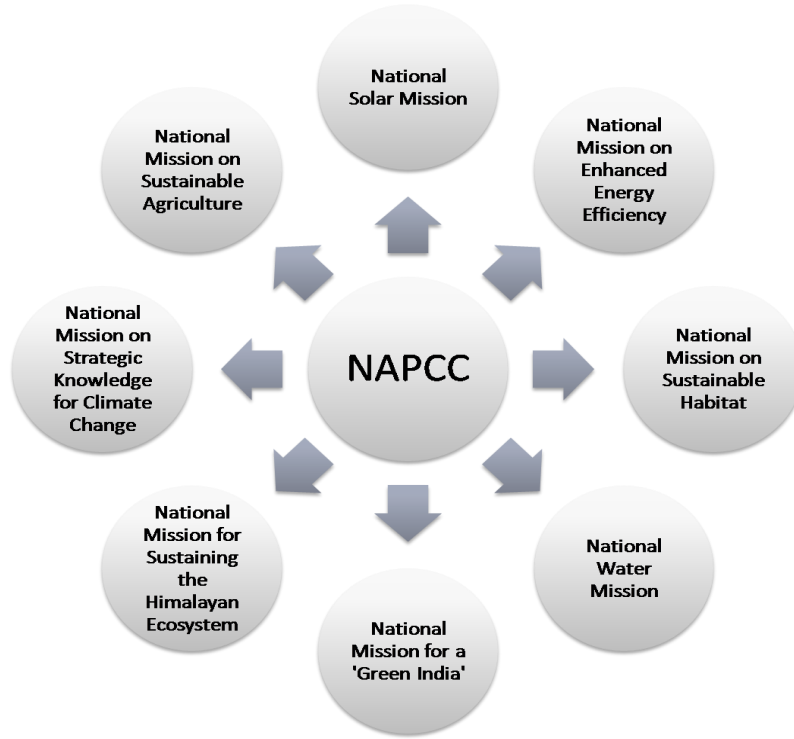 National
Solar Mission
National
Mission on
Enhanced
Energy
Efficiency
National
Mission on
Sustainable
Habitat
National
Water
Mission
National
Mission for a
'Green India'
National
Mission for
Sustaining
the
Himalayan
Ecosystem
National
Mission on
Strategic
Knowledge
for Climate
Change
National
Mission on
Sustainable
Agriculture
NAPCC